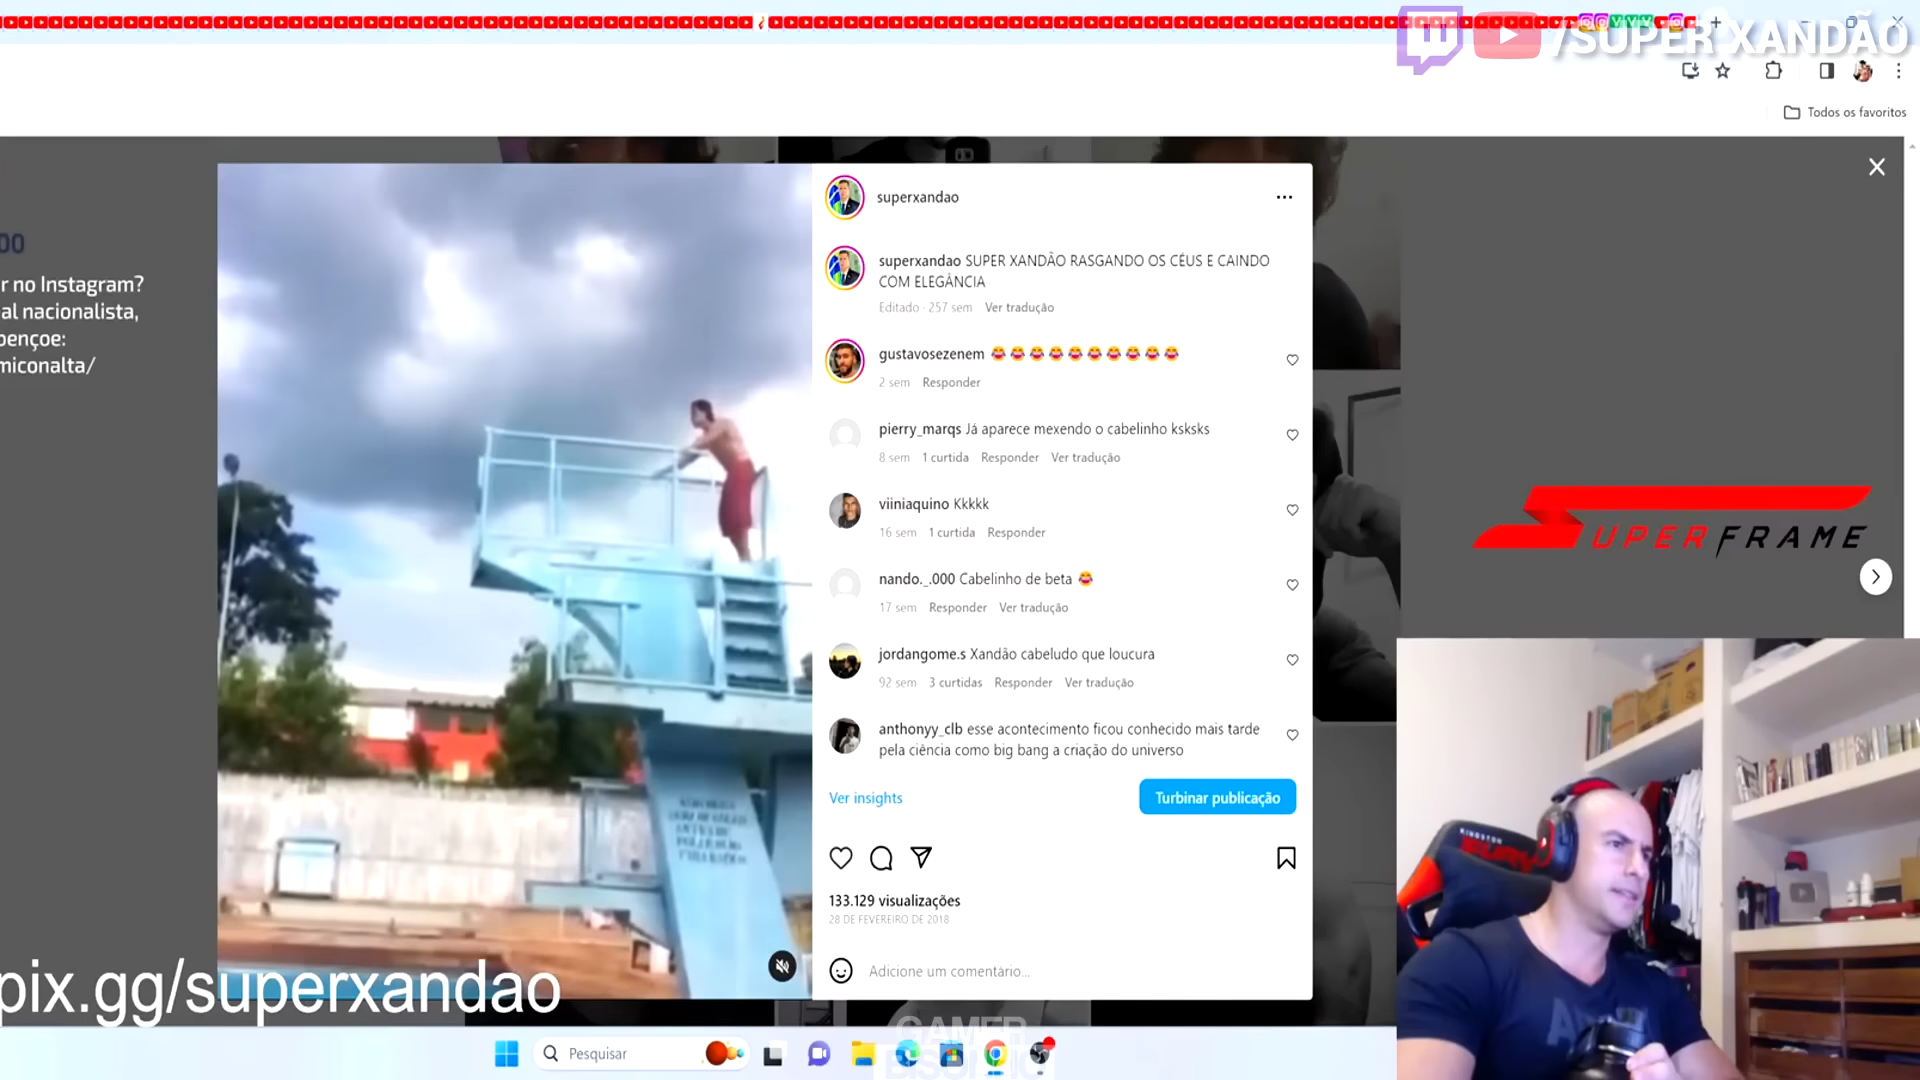 /SUPER XANDÃO
Todos os favoritos
r no Instagram?
al nacionalista,
pençoe:
miconalta/
superxandao
superxandao SUPER XANDÃO RASGANDO OS CÉUS E CAINDO
COM ELEGÂNCIA
Editado · 257 sem Ver tradução
gustavosezenem 😂😂😂😂😂😂😂😂😂😂
2 sem Responder
pierry_marqs Já aparece mexendo o cabelinho ksksks
8 sem 1 curtida Responder Ver tradução
viiniaquino Kkkkk
16 sem 1 curtida Responder
nando._.000 Cabelinho de beta 😂
17 sem Responder Ver tradução
jordangome.s Xandão cabeludo que loucura
92 sem 3 curtidas Responder Ver tradução
anthonyy_clb esse acontecimento ficou conhecido mais tarde
pela ciência como big bang a criação do universo
Ver insights
Turbinar publicação
133.129 visualizações
28 DE FEVEREIRO DE 2018
Adicione um comentário...
SUPERFRAME
KINGSTON
FURY
pix.gg/superxandao
GAMER
Pesquisar